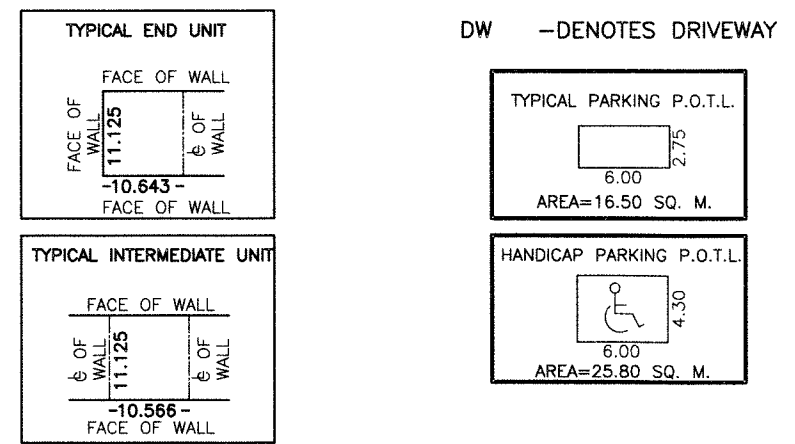 TYPICAL END UNIT
FACE OF WALL
FACE OF
WALL
11.125
℄ OF
WALL
-10.643-
FACE OF WALL
TYPICAL INTERMEDIATE UNIT
FACE OF WALL
℄ OF
WALL
11.125
℄ OF
WALL
-10.566-
FACE OF WALL
DW -DENOTES DRIVEWAY
TYPICAL PARKING P.O.T.L.
2.75
6.00
AREA=16.50 SQ. M.
HANDICAP PARKING P.O.T.L.
4.30
6.00
AREA=25.80 SQ. M.